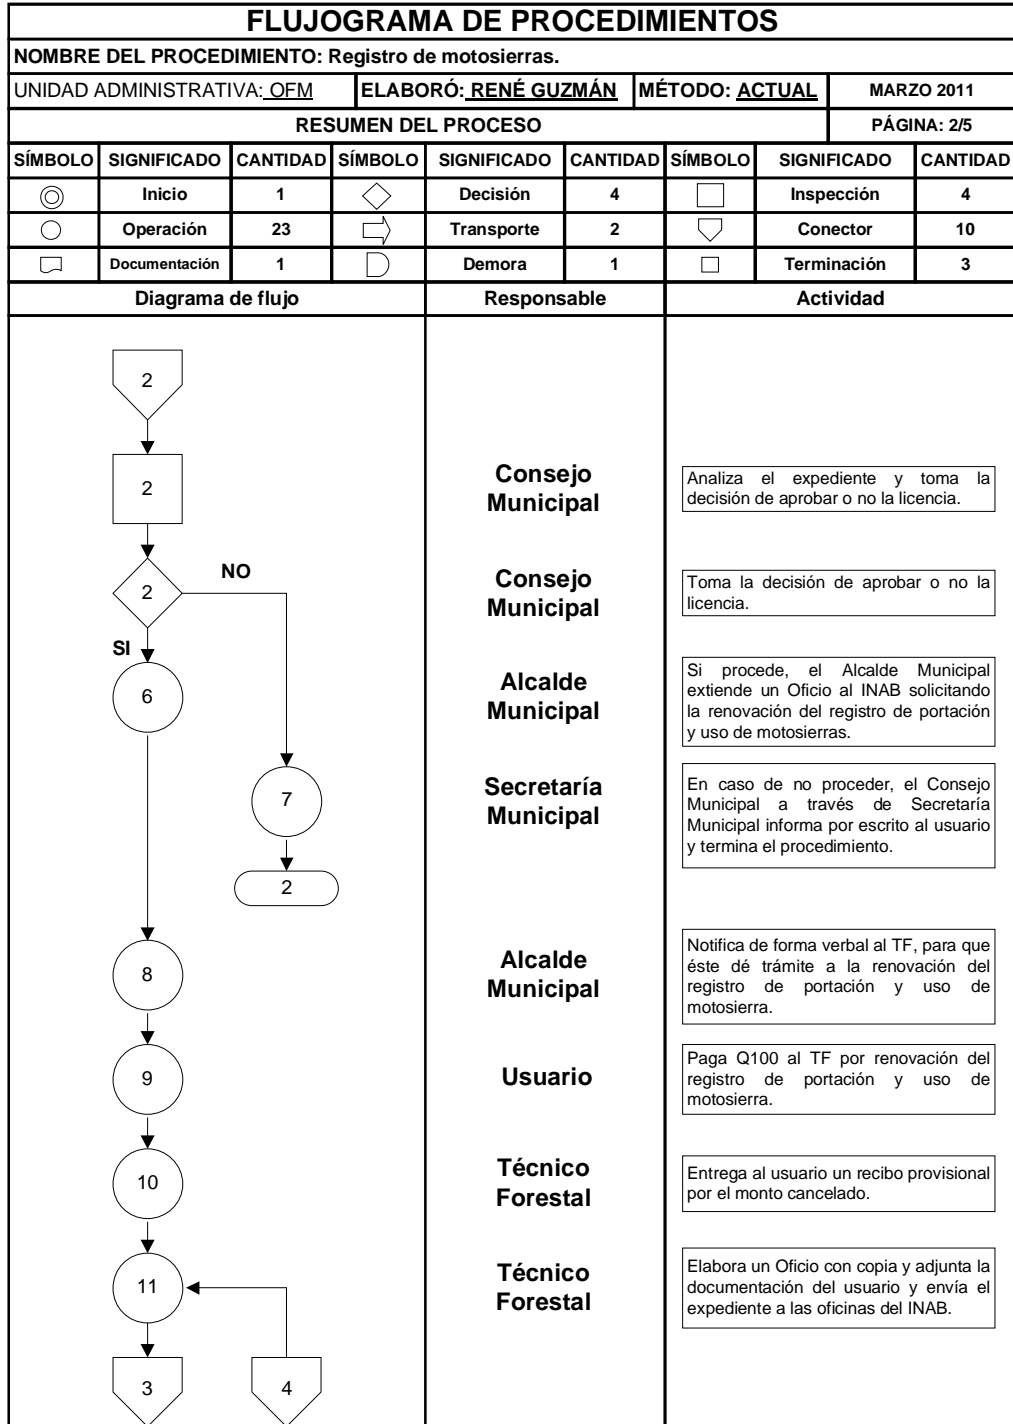 FLUJOGRAMA DE PROCEDIMIENTOS
NOMBRE DEL PROCEDIMIENTO: Registro de motosierras.
UNIDAD ADMINISTRATIVA: OFM ELABORÓ: RENÉ GUZMÁN MÉTODO: ACTUAL MARZO 2011
RESUMEN DEL PROCESO PÁGINA: 2/5
SÍMBOLO SIGNIFICADO CANTIDAD SÍMBOLO SIGNIFICADO CANTIDAD SÍMBOLO SIGNIFICADO CANTIDAD
Inicio 1 Decisión 4 Inspección 4
Operación 23 Transporte 2 Conector 10
Documentación 1 Demora 1 Terminación 3
Diagrama de flujo Responsable Actividad
2
2
Consejo
Municipal
Analiza el expediente y toma la
decisión de aprobar o no la licencia.
2
NO
SI
Consejo
Municipal
Toma la decisión de aprobar o no la
licencia.
6
Alcalde
Municipal
Si procede, el Alcalde Municipal
extiende un Oficio al INAB solicitando
la renovación del registro de portación
y uso de motosierras.
7
Secretaría
Municipal
En caso de no proceder, el Consejo
Municipal a través de Secretaría
Municipal informa por escrito al usuario
y termina el procedimiento.
2
8
Alcalde
Municipal
Notifica de forma verbal al TF, para que
éste dé trámite a la renovación del
registro de portación y uso de
motosierra.
9
Usuario
Paga Q100 al TF por renovación del
registro de portación y uso de
motosierra.
10
Técnico
Forestal
Entrega al usuario un recibo provisional
por el monto cancelado.
11
Técnico
Forestal
Elabora un Oficio con copia y adjunta la
documentación del usuario y envía el
expediente a las oficinas del INAB.
3
4